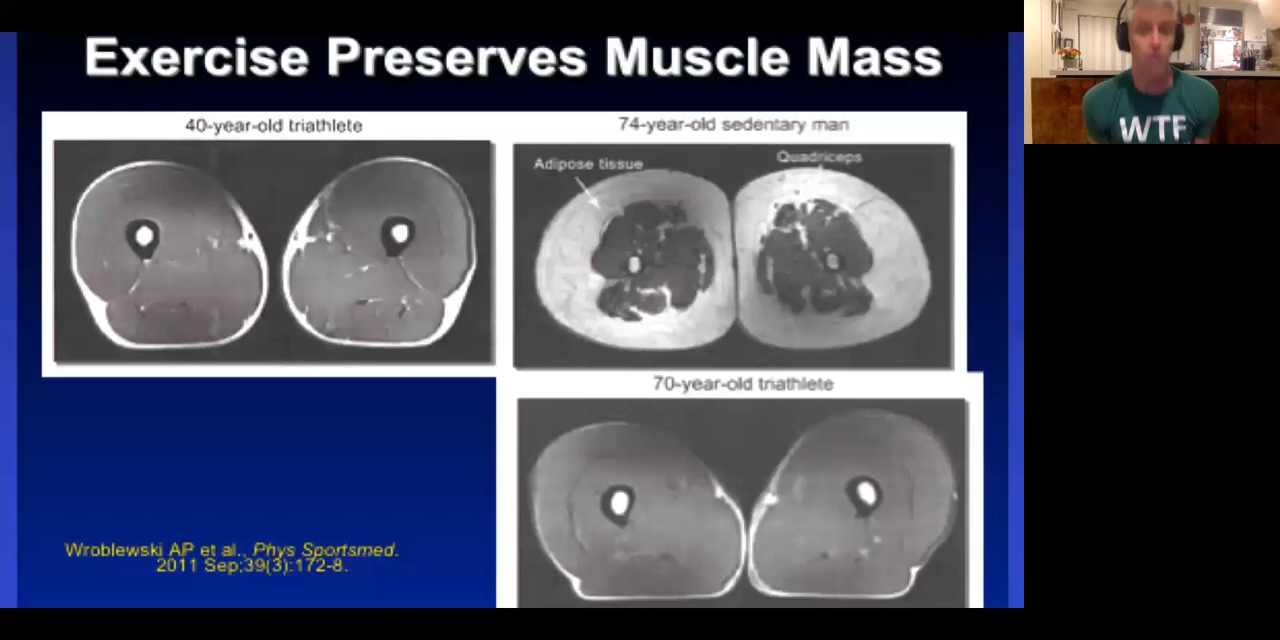 Exercise Preserves Muscle Mass
40-year-old triathlete
74-year-old sedentary man
Adipose tissue
Quadriceps
70-year-old triathlete
Wroblewski AP et al., Phys Sportsmed.
2011 Sep;39(3):172-8.
WTF